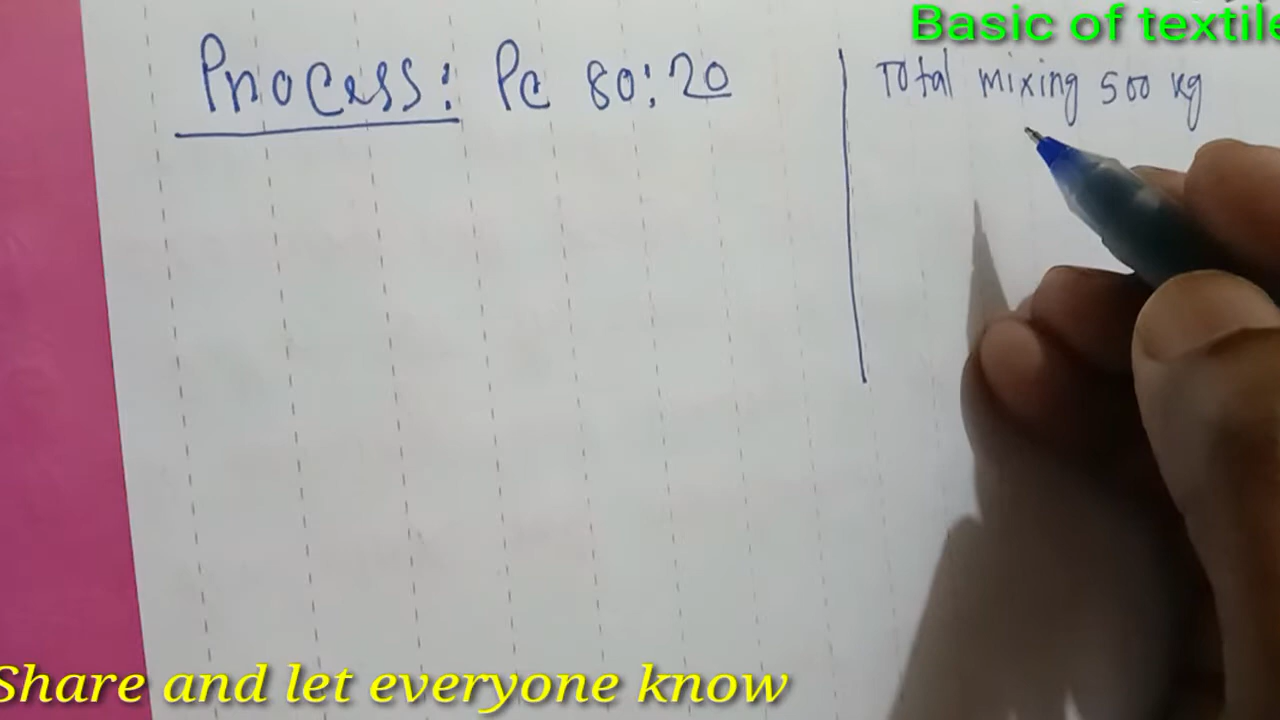 Basic of textile
Process: Pc 80:20
Total mixing 500 kg
Share and let everyone know